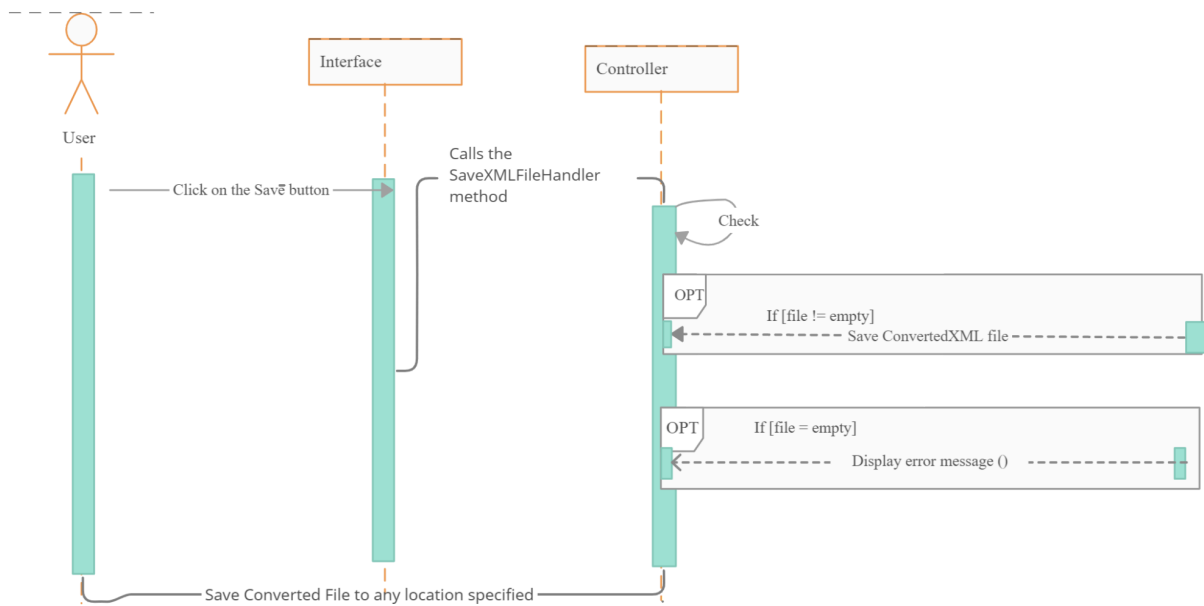 Interface
Controller
User
Calls the
SaveXMLFileHandler
method
Click on the Save button
Check
OPT
If [file != empty]
Save ConvertedXML file
OPT
If [file = empty]
Display error message ()
Save Converted File to any location specified